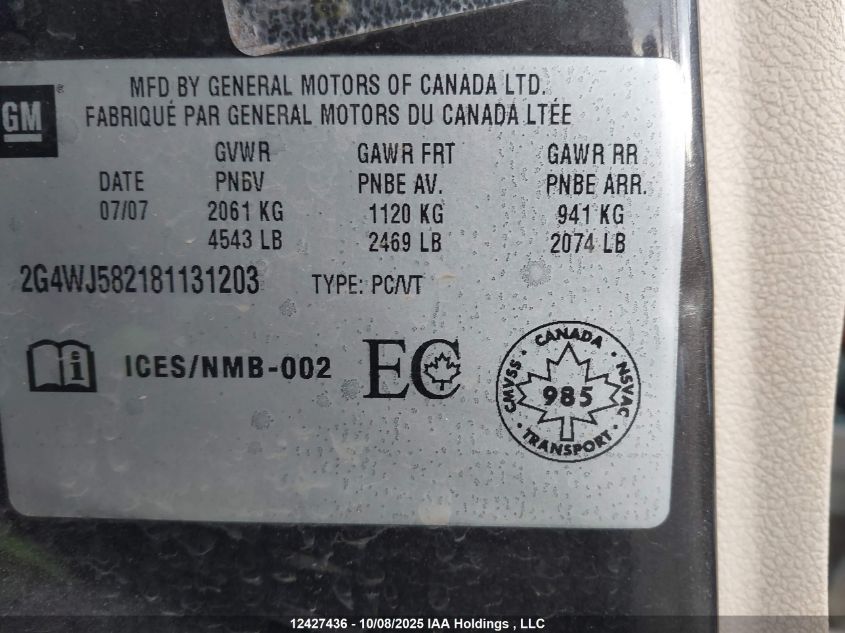 MFD BY GENERAL MOTORS OF CANADA LTD.
FABRIQUÉ PAR GENERAL MOTORS DU CANADA LTÉE
GM
GVWR GAWR FRT GAWR RR
DATE PNBV PNBE AV. PNBE ARR.
07/07 2061 KG 1120 KG 941 KG
4543 LB 2469 LB 2074 LB
2G4WJ582181131203 TYPE: PC/VT
i ICES/NMB-002 EC
CANADA
CMVSS 985 NSVAC
TRANSPORT
12427436 - 10/08/2025 IAA Holdings , LLC